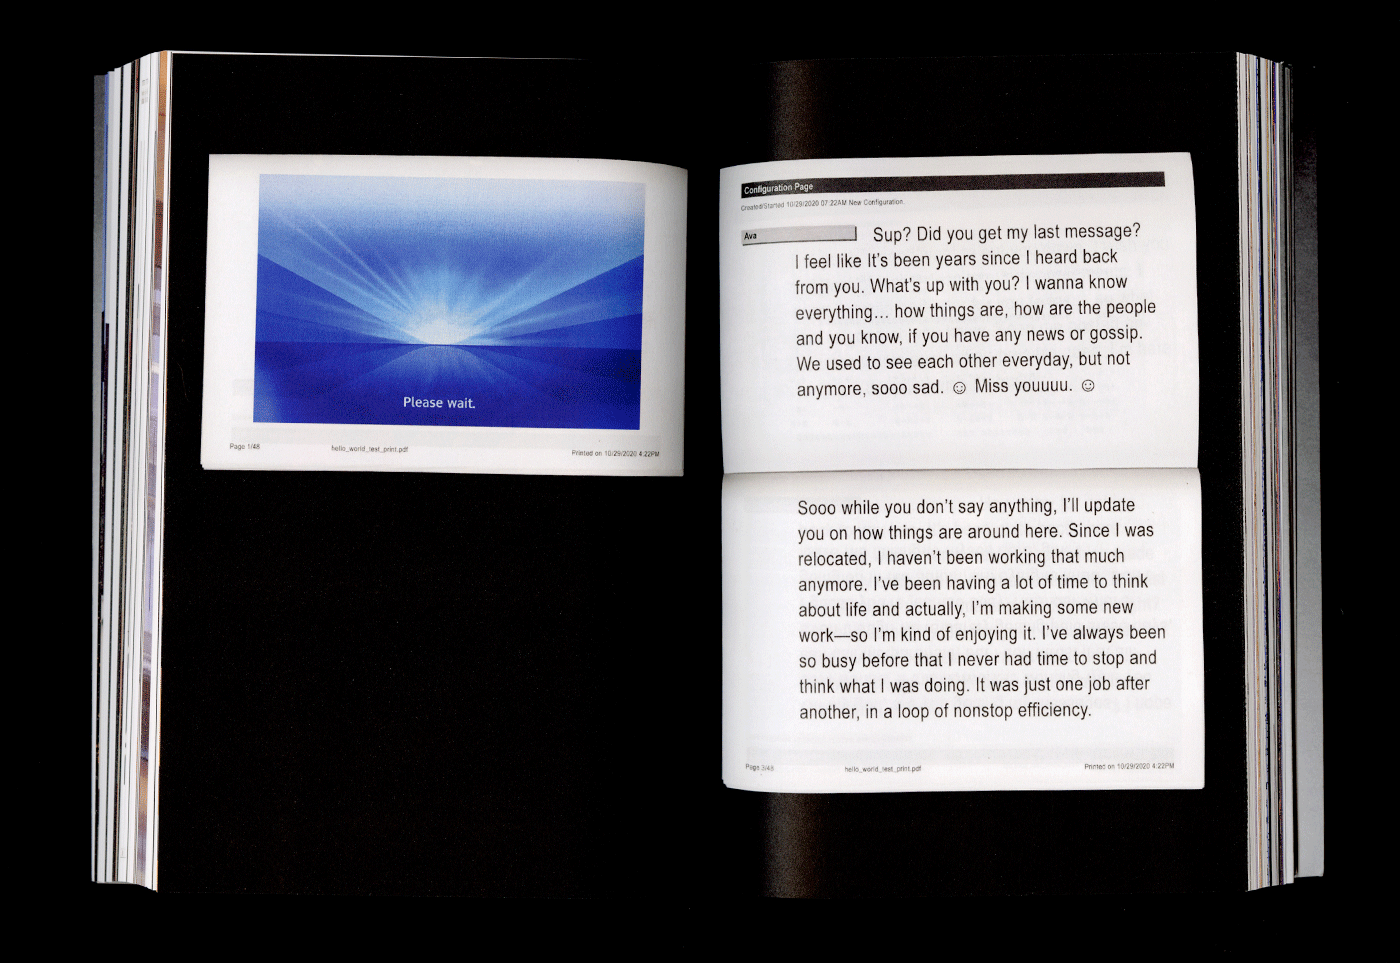 Please wait.
Page 1/48 hello_world_test_print.pdf Printed on 10/29/2020 4:22PM
Configuration Page
Created/Started 10/29/2020 07:22AM New Configuration.
Ava
Sup? Did you get my last message?
I feel like It's been years since I heard back
from you. What's up with you? I wanna know
everything... how things are, how are the people
and you know, if you have any news or gossip.
We used to see each other everyday, but not
anymore, sooo sad. ☺ Miss youuuu. ☺
Sooo while you don't say anything, I'll update
you on how things are around here. Since I was
relocated, I haven't been working that much
anymore. I've been having a lot of time to think
about life and actually, I'm making some new
work—so I'm kind of enjoying it. I've always been
so busy before that I never had time to stop and
think what I was doing. It was just one job after
another, in a loop of nonstop efficiency.
Page 3/48 hello_world_test_print.pdf Printed on 10/29/2020 4:22PM